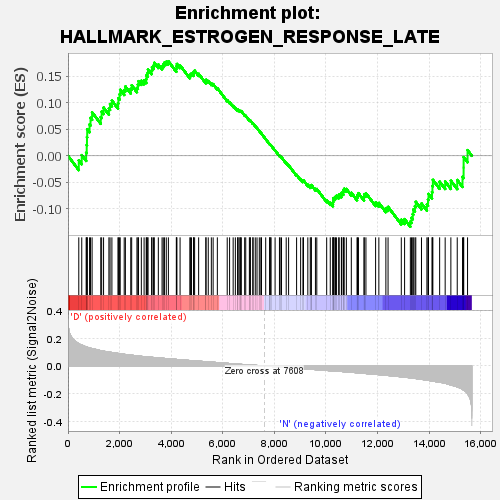 Enrichment plot:
HALLMARK_ESTROGEN_RESPONSE_LATE
Enrichment score (ES)
0.15
0.10
0.05
0.00
-0.05
-0.10
Ranked list metric (Signal2Noise)
0.4
0.2
0.0
-0.2
-0.4
'D' (positively correlated)
Zero cross at 7608
'N' (negatively correlated)
0
2,000
4,000
6,000
8,000
10,000
12,000
14,000
16,000
Rank in Ordered Dataset
Enrichment profile
Hits
Ranking metric scores